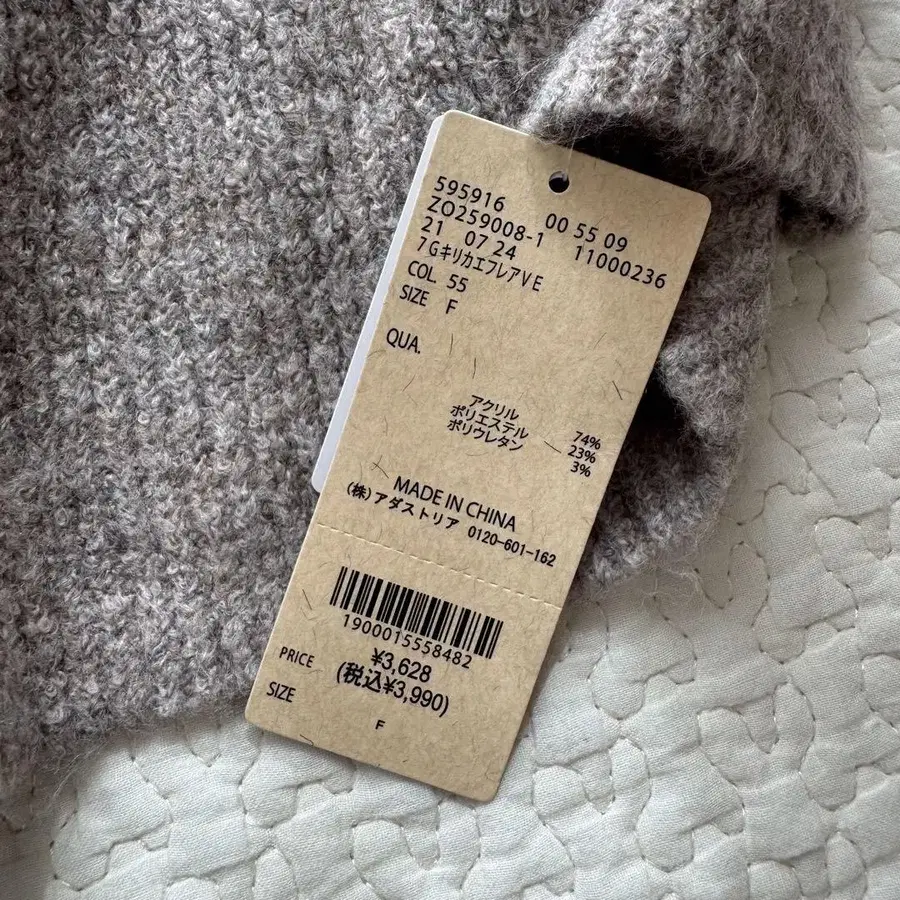 595916 00 55 09
ZO259008-1 11000236
21 07 24
7GキリカエフレアVE
COL. 55
SIZE F
QUA.
アクリル 74%
ポリエステル 23%
ポリウレタン 3%
MADE IN CHINA
(株)アダストリア 0120-601-162
1900015558482
PRICE ¥3,628
(税込¥3,990)
SIZE F